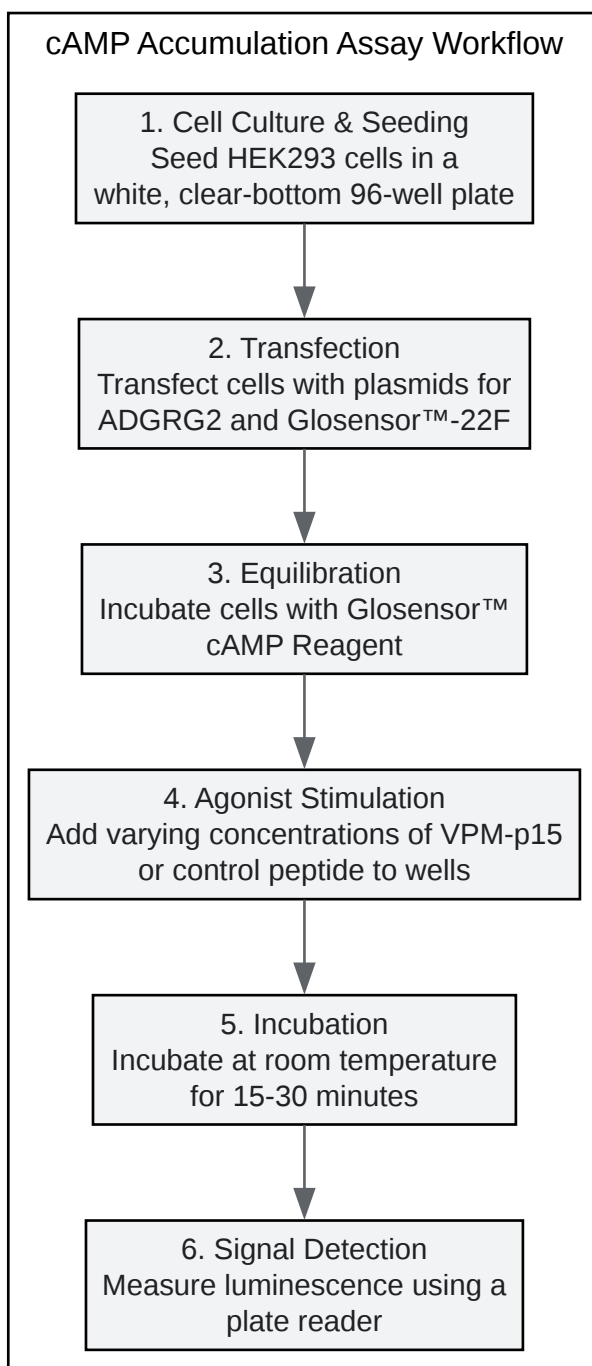 cAMP Accumulation Assay Workflow
1. Cell Culture & Seeding
Seed HEK293 cells in a
white, clear-bottom 96-well plate
2. Transfection
Transfect cells with plasmids for
ADGRG2 and Glosensor™-22F
3. Equilibration
Incubate cells with Glosensor™
cAMP Reagent
4. Agonist Stimulation
Add varying concentrations of VPM-p15
or control peptide to wells
5. Incubation
Incubate at room temperature
for 15-30 minutes
6. Signal Detection
Measure luminescence using a
plate reader